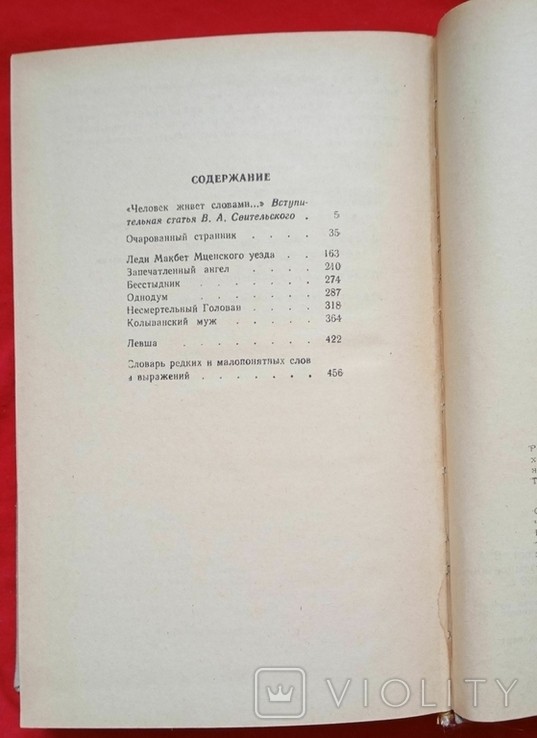 СОДЕРЖАНИЕ
«Человек живет словами...» Вступи-
тельная статья В. А. Свительского . 5
Очарованный странник . . . . 35
Леди Макбет Мценского уезда . . 163
Запечатленный ангел . . . . 210
Бесстыдник . . . . . . 274
Однодум . . . . . . 287
Несмертельный Голован . . . . 318
Колыванский муж . . . . . 364
Левша . . . . . . . 422
Словарь редких и малопонятных слов
и выражений . . . . . . 456
VIOLITY